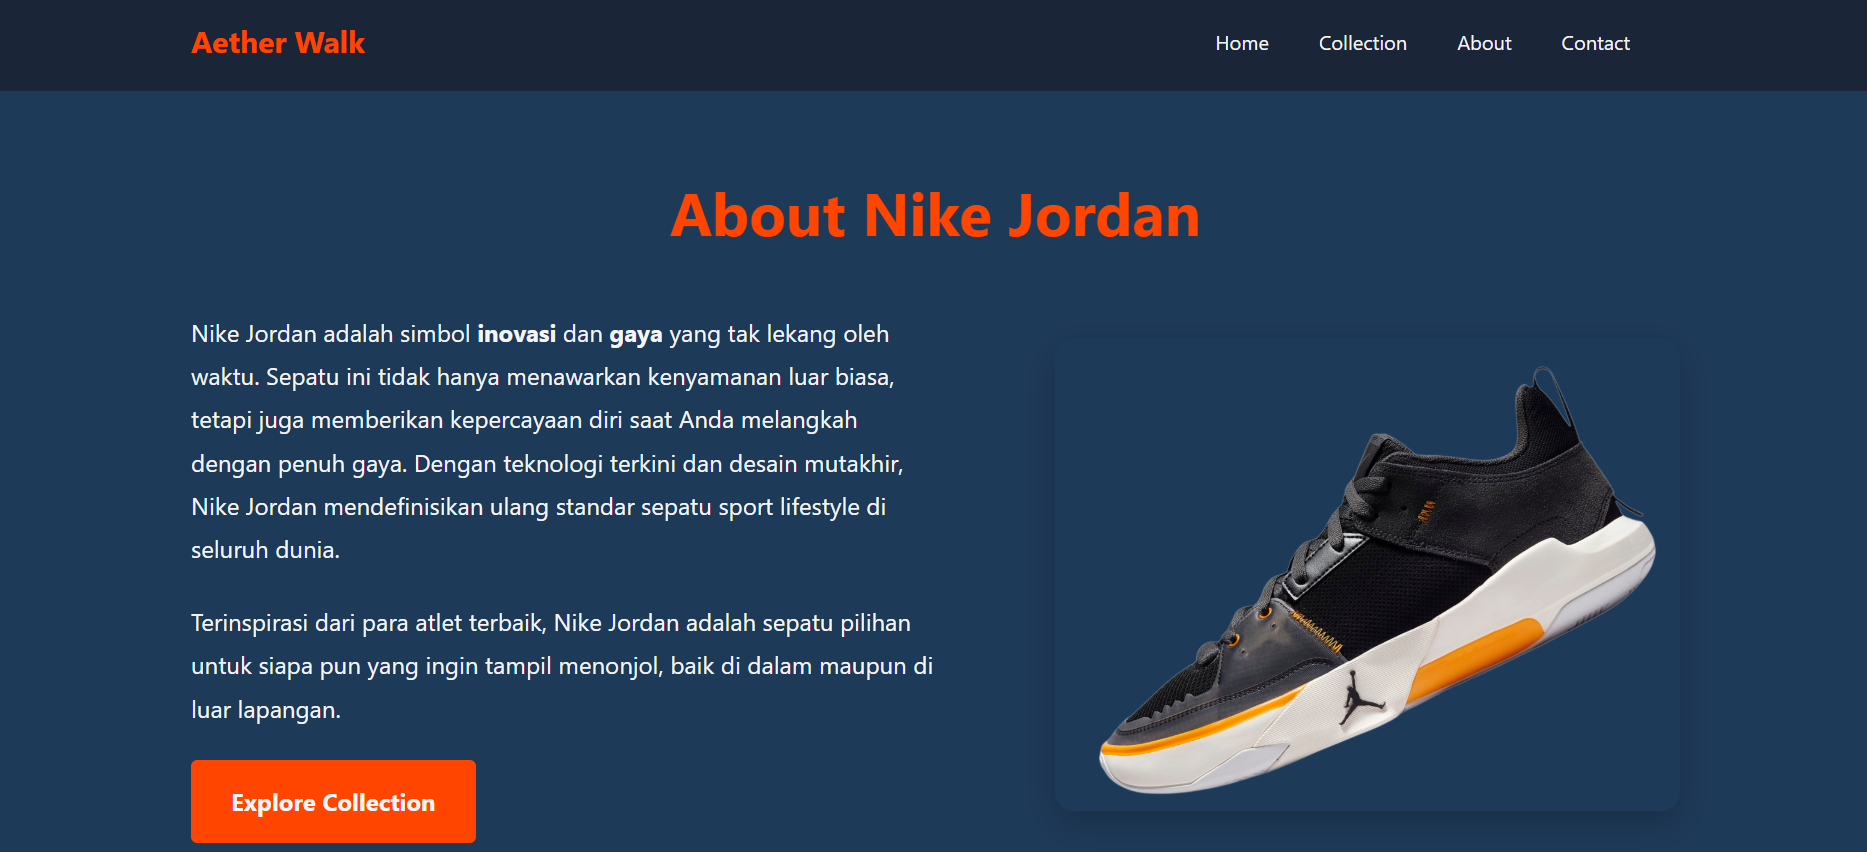 Aether Walk
Home
Collection
About
Contact
About Nike Jordan
Nike Jordan adalah simbol inovasi dan gaya yang tak lekang oleh
waktu. Sepatu ini tidak hanya menawarkan kenyamanan luar biasa,
tetapi juga memberikan kepercayaan diri saat Anda melangkah
dengan penuh gaya. Dengan teknologi terkini dan desain mutakhir,
Nike Jordan mendefinisikan ulang standar sepatu sport lifestyle di
seluruh dunia.
Terinspirasi dari para atlet terbaik, Nike Jordan adalah sepatu pilihan
untuk siapa pun yang ingin tampil menonjol, baik di dalam maupun di
luar lapangan.
Explore Collection